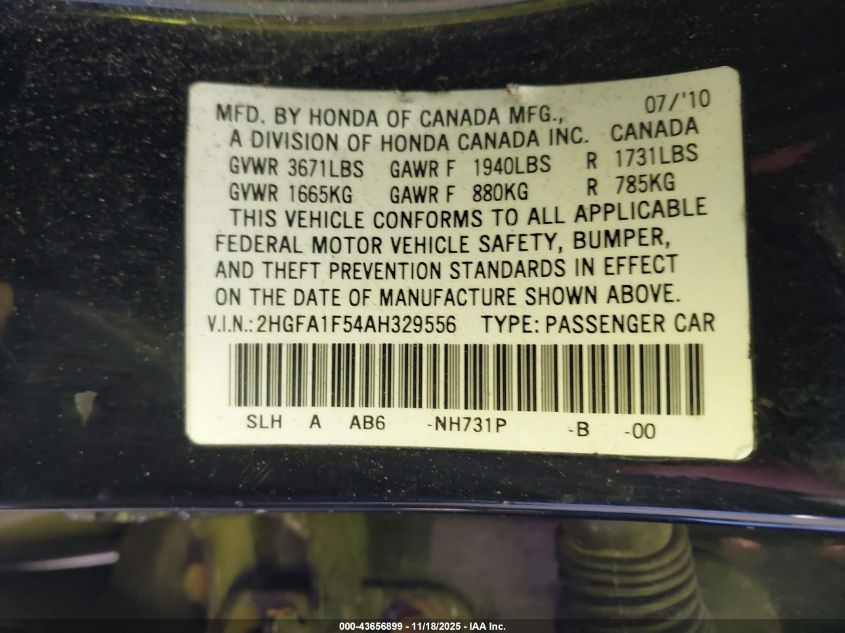 MFD. BY HONDA OF CANADA MFG., 07/'10
A DIVISION OF HONDA CANADA INC. CANADA
GVWR 3671LBS GAWR F 1940LBS R 1731LBS
GVWR 1665KG GAWR F 880KG R 785KG
THIS VEHICLE CONFORMS TO ALL APPLICABLE
FEDERAL MOTOR VEHICLE SAFETY, BUMPER,
AND THEFT PREVENTION STANDARDS IN EFFECT
ON THE DATE OF MANUFACTURE SHOWN ABOVE.
V.I.N.:2HGFA1F54AH329556 TYPE: PASSENGER CAR
SLH A AB6 -NH731P -B -00
000-43656899 - 11/18/2025 - IAA Inc.